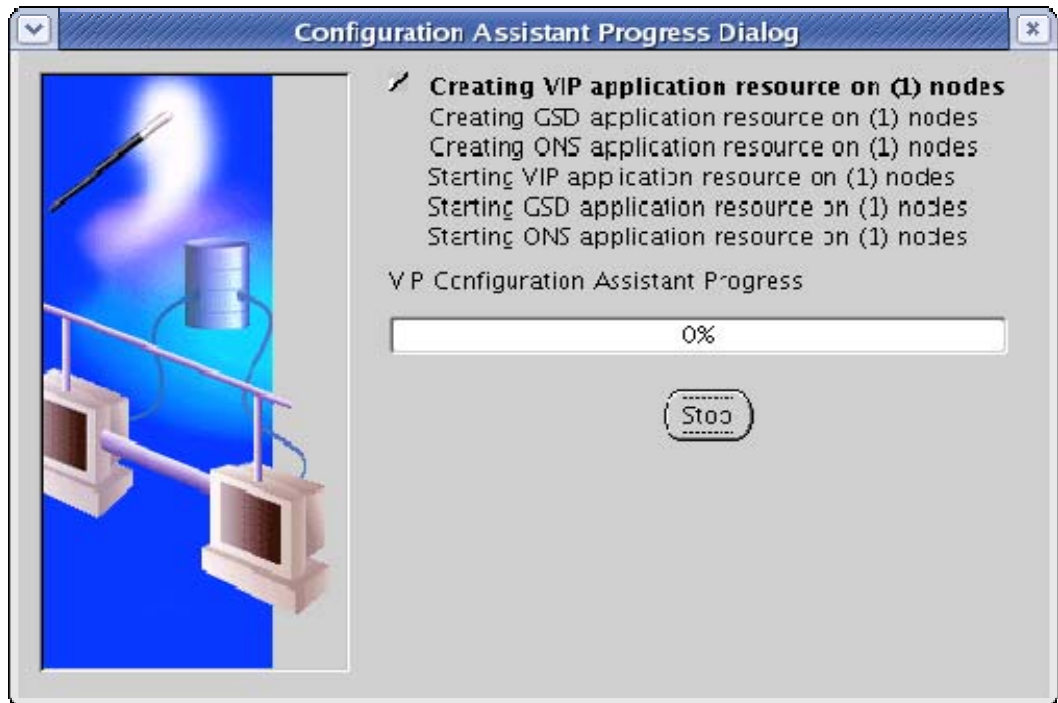 Configuration Assistant Progress Dialog
Creating VIP application resource on (1) nodes
Creating GSD application resource on (1) nodes
Creating ONS application resource on (1) nodes
Starting VIP application resource on (1) nodes
Starting GSD application resource on (1) nodes
Starting ONS application resource on (1) nodes
VIP Configuration Assistant Progress
0%
Stop